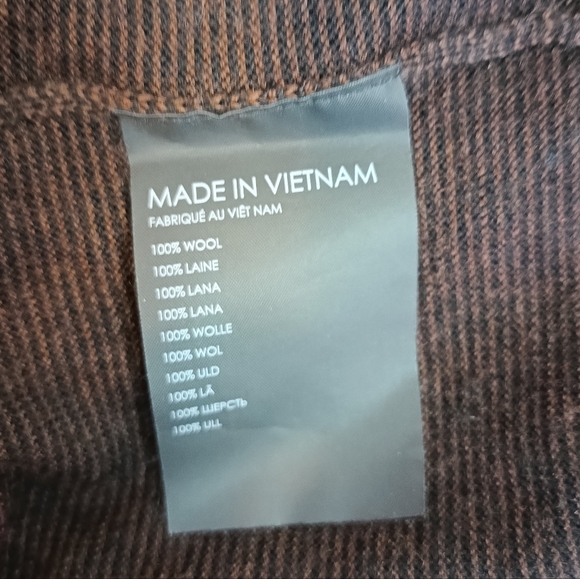 MADE IN VIETNAM
FABRIQUÉ AU VIÊT NAM
100% WOOL
100% LAINE
100% LANA
100% LANA
100% WOLLE
100% WOL
100% ULD
100% LÃ
100% ШЕРСТЬ
100% ULL